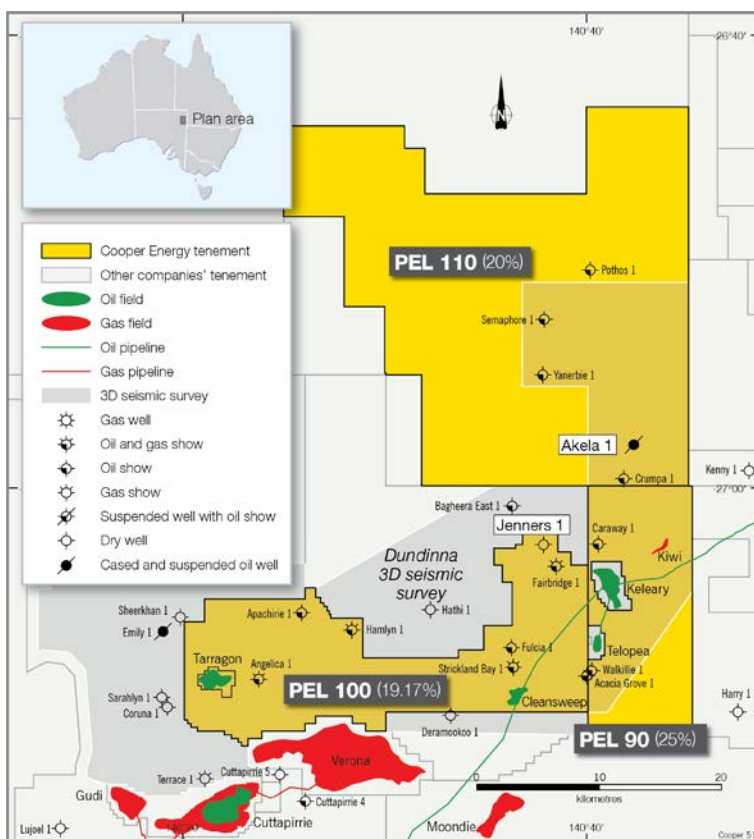 140°40'
26°40'
Plan area
Cooper Energy tenement
Other companies' tenement
Oil field
Gas field
Oil pipeline
Gas pipeline
3D seismic survey
Gas well
Oil and gas show
Oil show
Gas show
Suspended well with oil show
Dry well
Cased and suspended oil well
N
PEL 110 (20%)
Pothos 1
Semaphore 1
Yanerbie 1
Akela 1
Crumpa 1
Kenny 1
27°00'
Bagheera East 1
Jenners 1
Caraway 1
Kiwi
Dundinna
3D seismic
survey
Fairbridge 1
Keleary
Sheerkhan 1
Apachirie 1
Hathi 1
Emily 1
Hamlyn 1
Telopea
Fulcia 1
Tarragon
Angelica 1
Strickland Bay 1
Walkillie 1
Acacia Grove 1
PEL 100 (19.17%)
Sarahlyn 1
Coruna 1
Cleansweep
Harry 1
Deramookoo 1
PEL 90 (25%)
Verona
Terrace 1
Cuttapirrie 5
Gudi
Cuttapirrie 4
0
10
20
kilometres
Moondie
Lujoel 1
140°20'
Cuttapirrie
140°40'